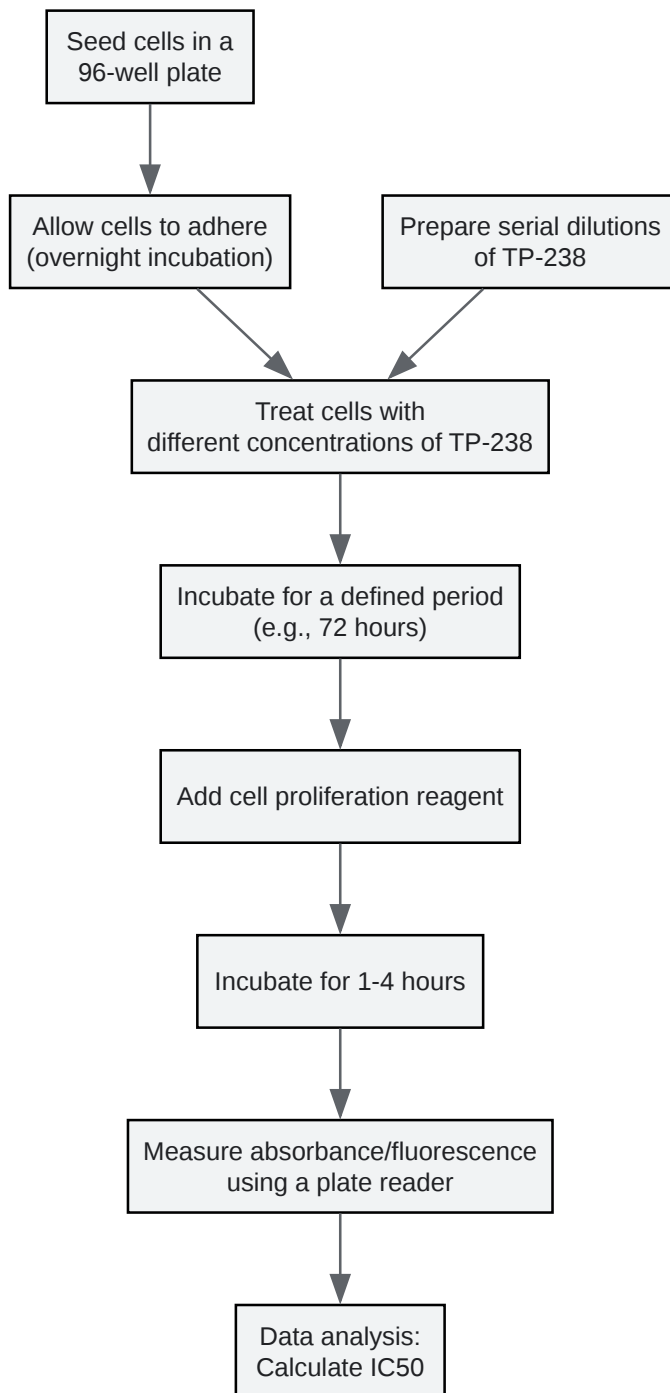 Seed cells in a
96-well plate
Allow cells to adhere
(overnight incubation)
Prepare serial dilutions
of TP-238
Treat cells with
different concentrations of TP-238
Incubate for a defined period
(e.g., 72 hours)
Add cell proliferation reagent
Incubate for 1-4 hours
Measure absorbance/fluorescence
using a plate reader
Data analysis:
Calculate IC50